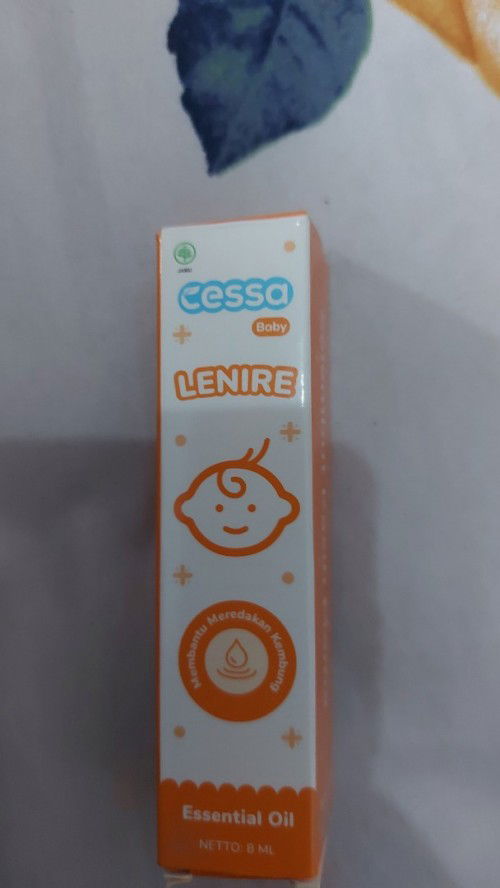 cessa
Baby
LENIRE
Membantu Meredakan Kembung
Essential Oil
NETTO: 8 ML